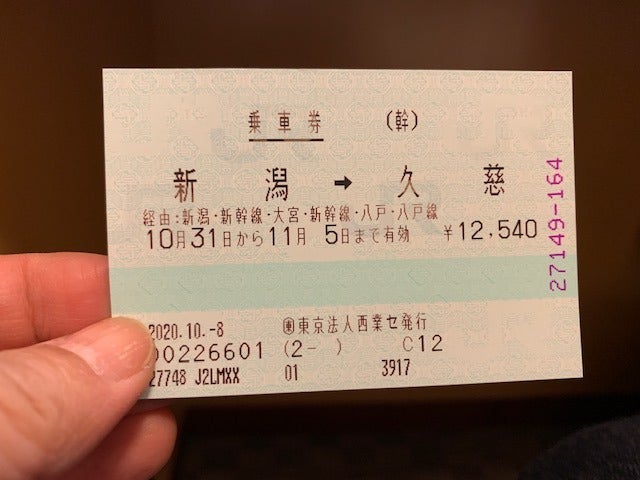 乗車券 (幹)
新潟 → 久慈
経由:新潟・新幹線・大宮・新幹線・八戸・八戸線
10月31日から11月 5日まで有効 ¥12,540
27149-164
2020.10.-8 東京法人西業セ発行
00226601 (2- ) C12
27748 J2LMXX 01 3917